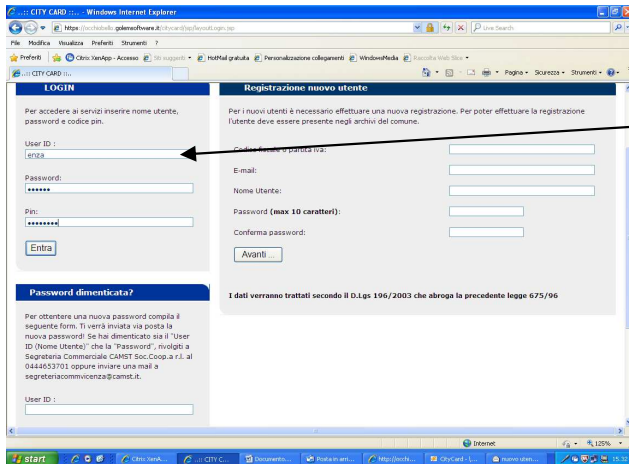 ..:: CITY CARD ::.. - Windows Internet Explorer
https://occhiobello.golemsoftware.it/citycard/jsp/layoutLogin.jsp
Live Search
File Modifica Visualizza Preferiti Strumenti ?
Preferiti Citrix XenApp - Accesso Siti suggeriti HotMail gratuita Personalizzazione collegamenti WindowsMedia Raccolta Web Slice
..:: CITY CARD ::..
Pagina Sicurezza Strumenti
LOGIN
Per accedere ai servizi inserire nome utente,
password e codice pin.
User ID :
enza
Password:
••••••
Pin:
••••••••
Entra
Password dimenticata?
Per ottentere una nuova password compila il
seguente form. Ti verrà inviata via posta la
nuova password! Se hai dimenticato sia il "User
ID (Nome Utente)" che la "Password", rivolgiti a
Segreteria Commerciale CAMST Soc.Coop.a r.l. al
0444653701 oppure inviare una mail a
segreteriacommvicenza@camst.it.
User ID :
Registrazione nuovo utente
Per i nuovi utenti è necessario effettuare una nuova registrazione. Per poter effettuare la registrazione
l'utente deve essere presente negli archivi del comune.
Codice fiscale o partita iva:
E-mail:
Nome Utente:
Password (max 10 caratteri):
Conferma password:
Avanti ...
I dati verranno trattati secondo il D.Lgs 196/2003 che abroga la precedente legge 675/96
Internet
125%
start
Citrix XenA...
..:: CITY C...
Documento...
Posta in arri...
http://occhi...
CityCard - (...
nuovo uten...
15.32